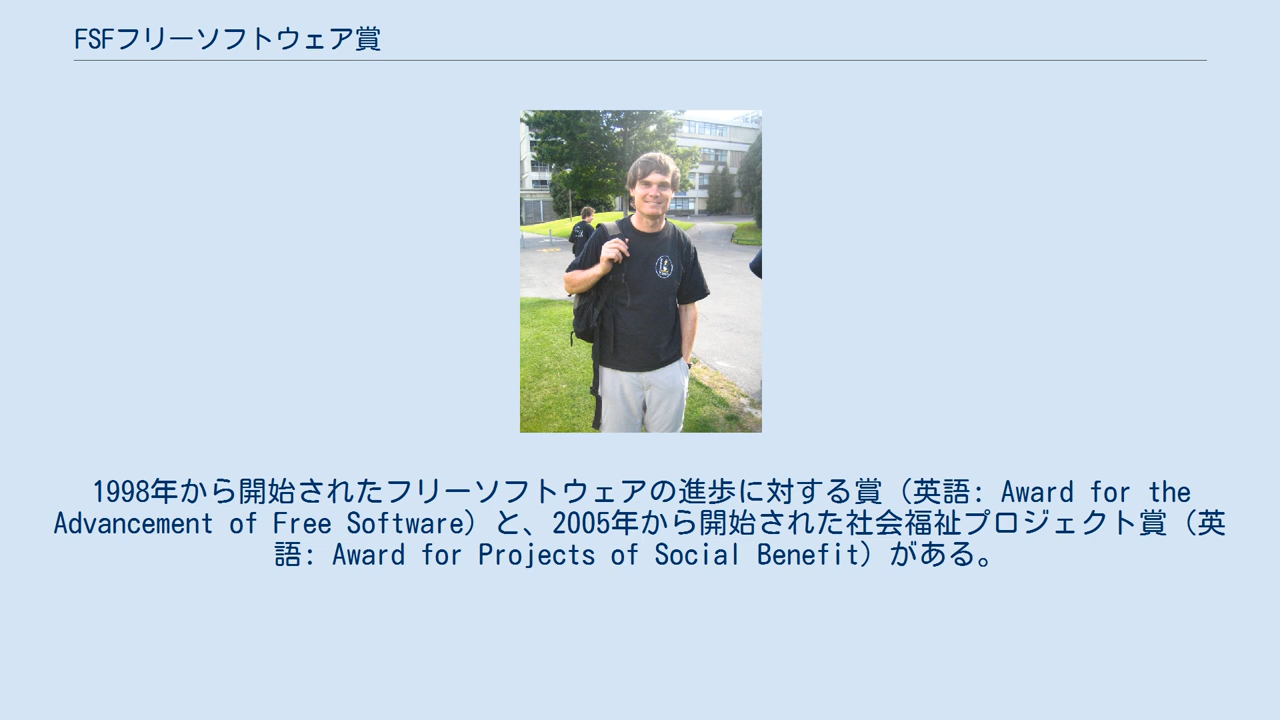 FSFフリーソフトウェア賞
1998年から開始されたフリーソフトウェアの進歩に対する賞（英語: Award for the
Advancement of Free Software）と、2005年から開始された社会福祉プロジェクト賞（英
語: Award for Projects of Social Benefit）がある。